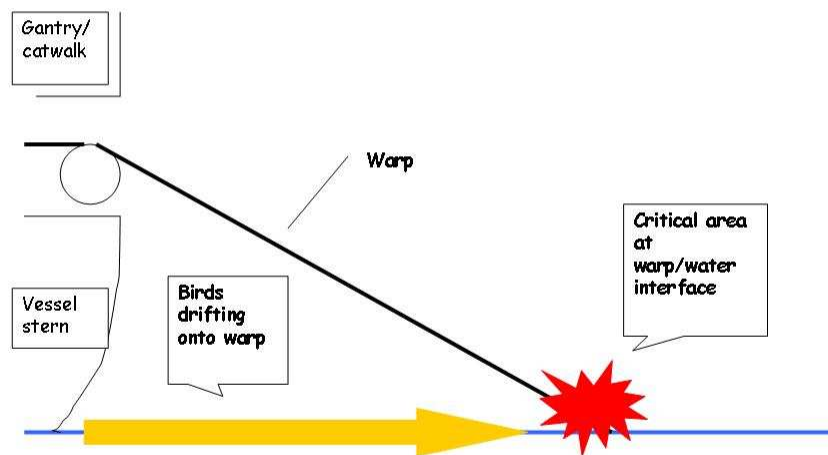 Gantry/
catwalk
Warp
Critical area
at
warp/water
interface
Birds
drifting
onto warp
Vessel
stern